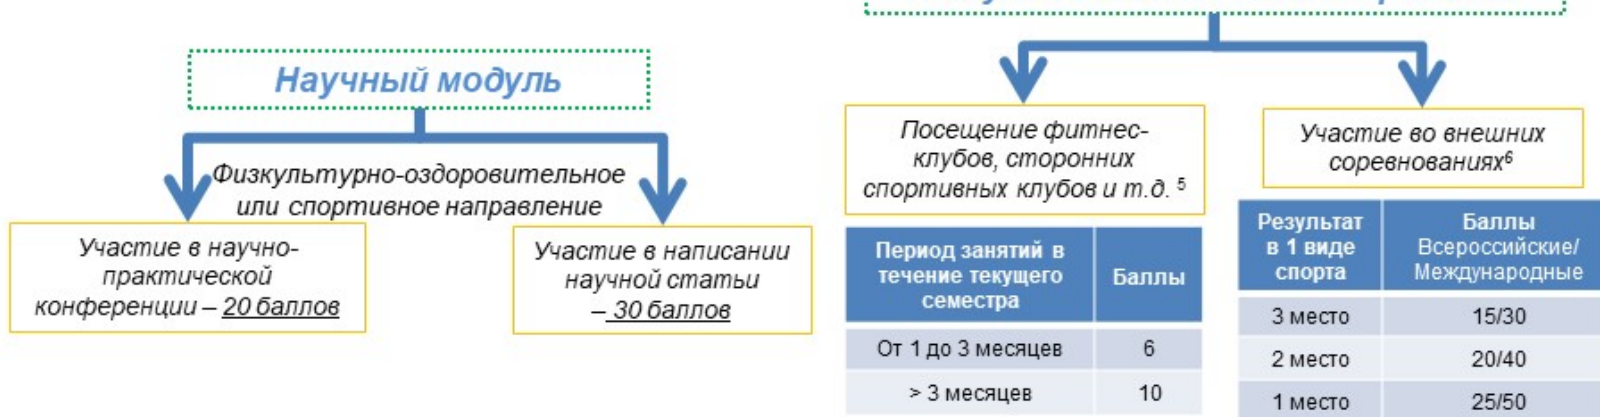 Научный модуль
Физкультурно-оздоровительное
или спортивное направление
Участие в научно-
практической
конференции – 20 баллов
Участие в написании
научной статьи
– 30 баллов
Посещение фитнес-
клубов, сторонних
спортивных клубов и т.д. 5
Период занятий в
течение текущего
семестра
Баллы
От 1 до 3 месяцев 6
> 3 месяцев 10
Участие во внешних
соревнованиях6
Результат
в 1 виде
спорта
Баллы
Всероссийские/
Международные
3 место 15/30
2 место 20/40
1 место 25/50